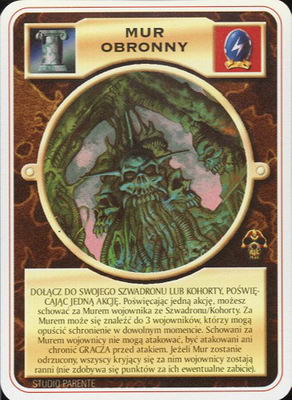 MUR
OBRONNY
DOŁĄCZ DO SWOJEGO SZWADRONU LUB KOHORTY, POŚWIĘ-
CAJĄC JEDNĄ AKCJĘ. Poświęcając jedną akcję, możesz
schować za Murem wojownika ze Szwadronu/Kohorty. Za
Murem może się znaleźć do 3 wojowników, którzy mogą
opuścić schronienie w dowolnym momencie. Schowani za
Murem wojownicy nie mogą atakować, być atakowani ani
chronić GRACZA przed atakiem. Jeżeli Mur zostanie
odrzucony, wszyscy kryjący się za nim wojownicy zostają
ranni (nie zdobywa się punktów za ich ewentualne zabicie).
STUDIO PARENTE